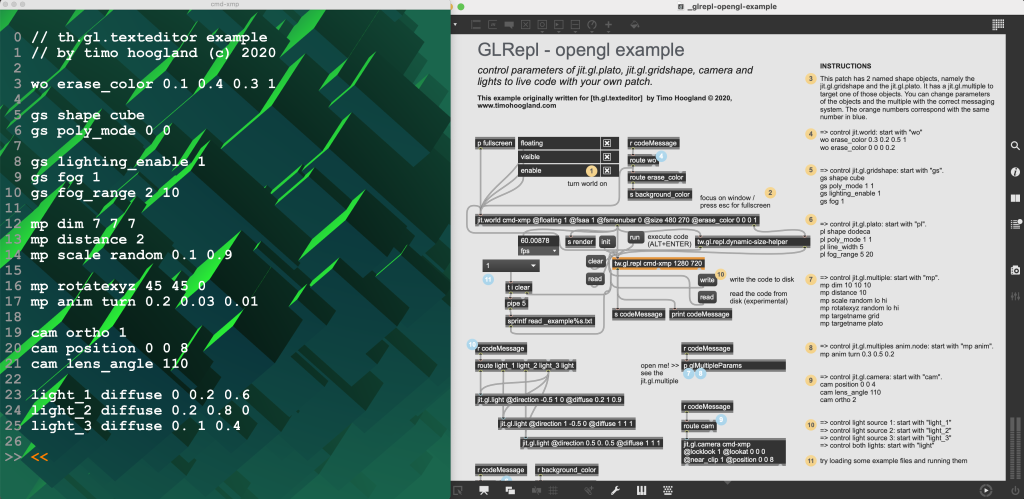 cmd-xmp
0 // th.gl.texteditor example
1 // by timo hoogland (c) 2020
2
3 wo erase_color 0.1 0.4 0.3 1
4
5 gs shape cube
6 gs poly_mode 0 0
7
8 gs lighting_enable 1
9 gs fog 1
10 gs fog_range 2 10
11
12 mp dim 7 7 7
13 mp distance 2
14 mp scale random 0.1 0.9
15
16 mp rotatexyz 45 45 0
17 mp anim turn 0.2 0.03 0.01
18
19 cam ortho 1
20 cam position 0 0 8
21 cam lens_angle 110
22
23 light_1 diffuse 0 0.2 0.6
24 light_2 diffuse 0.2 0.8 0
25 light_3 diffuse 0. 1 0.4
26
>> <<
_glrepl-opengl-example
GLRepl - opengl example
control parameters of jit.gl.plato, jit.gl.gridshape, camera and
lights to live code with your own patch.
This example originally written for [th.gl.texteditor] by Timo Hoogland © 2020,
www.timohoogland.com
p fullscreen
floating
visible
enable
1
turn world on
r codeMessage
route wo
4
route erase_color
s background_color
focus on window /
press esc for fullscreen
2
jit.world cmd-xmp @floating 1 @fsaa 1 @fsmenubar 0 @size 480 270 @erase_color 0 0 0 1
60.00878
fps
s render
init
run
execute code
(ALT+ENTER)
tw.gl.repl.dynamic-size-helper
clear
read
tw.gl.repl cmd-xmp 1280 720
1
11
t i clear
pipe 5
sprintf read _example%s.txt
write
10
write the code to disk
read
read the code from
disk (experimental)
s codeMessage
print codeMessage
10
r codeMessage
route light_1 light_2 light_3 light
jit.gl.light @direction -0.5 1 0 @diffuse 0.2 1 0.9
jit.gl.light @direction 1 -0.5 0 @diffuse 1 1 1
jit.gl.light @direction 0.5 0. 0.5 @diffuse 1 1 1
r codeMessage
r background_color
r codeMessage
open me! >>
see the
jit.gl.multiple
p glMultipleParams
7
8
r codeMessage
route cam
jit.gl.camera cmd-xmp
@locklook 1 @lookat 0 0 0
@near_clip 1 @position 0 0 8
INSTRUCTIONS
3 This patch has 2 named shape objects, namely the
jit.gl.gridshape and the jit.gl.plato. It has a jit.gl.multiple to
target one of those objects. You can change parameters
of the objects and the multiple with the correct messaging
system. The orange numbers correspond with the same
number in blue.
4 => control jit.world: start with "wo"
wo erase_color 0.3 0.2 0.5 1
wo erase_color 0 0 0 0.2
5 => control jit.gl.gridshape: start with "gs".
gs shape cube
gs poly_mode 1 1
gs lighting_enable 1
gs fog 1
6 => control jit.gl.plato: start with "pl".
pl shape dodeca
pl poly_mode 1 1
pl line_width 5
pl fog_range 5 20
7 => control jit.gl.multiple: start with "mp".
mp dim 10 10 10
mp distance 10
mp scale random lo hi
mp rotatexyz random lo hi
mp targetname grid
mp targetname plato
8 => control jit.gl.multiples anim.node: start with "mp anim".
mp anim turn 0.3 0.5 0.2
9 => control jit.gl.camera: start with "cam".
cam position 0 0 4
cam lens_angle 110
cam ortho 2
10 => control light source 1: start with "light_1"
=> control light source 2: start with "light_2"
=> control light source 3: start with "light_3"
=> control both lights: start with "light"
11 try loading some example files and running them